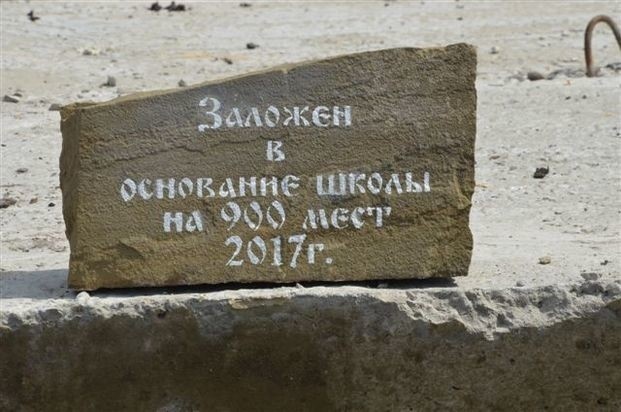 Заложен
в
основание школы
на 900 мест
2017г.